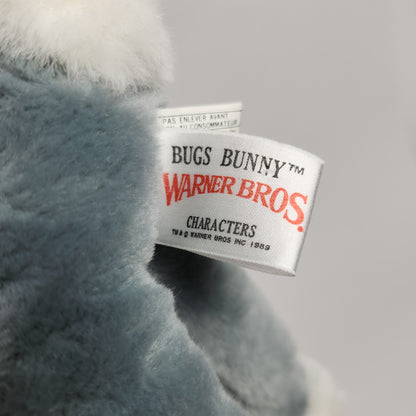 PAS ENLEVER AVANT
AU CONSOMMATEUR
BUGS BUNNY™
WARNER BROS.
CHARACTERS
TM & © WARNER BROS INC 1989